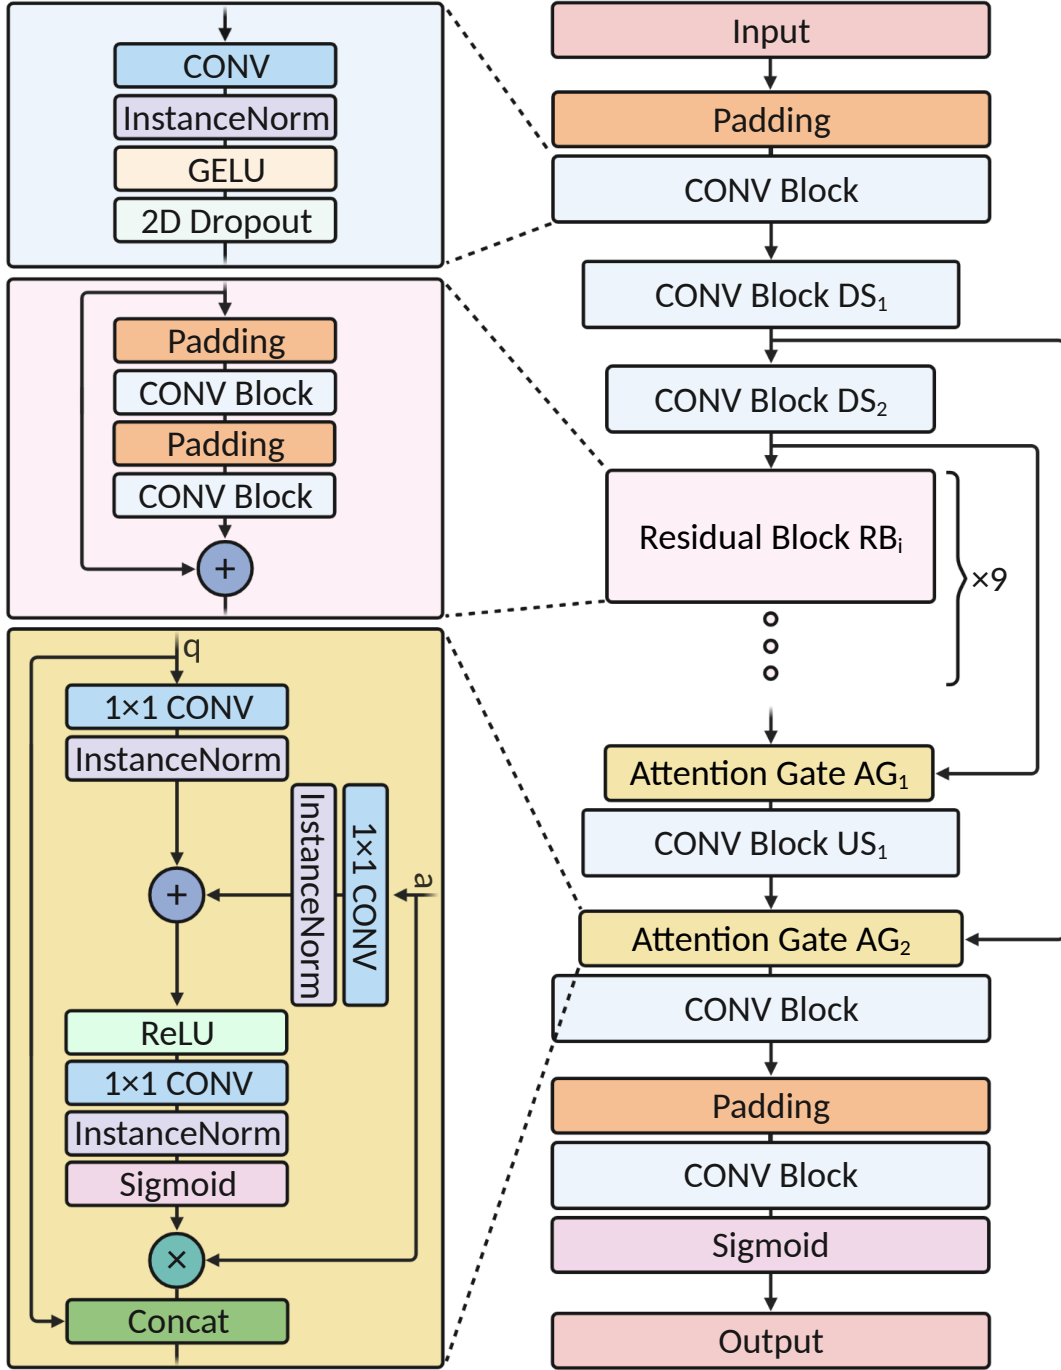 CONV
InstanceNorm
GELU
2D Dropout
Padding
CONV Block
Padding
CONV Block
+
q
1×1 CONV
InstanceNorm
+
InstanceNorm
1×1 CONV
a
ReLU
1×1 CONV
InstanceNorm
Sigmoid
×
Concat
Input
Padding
CONV Block
CONV Block DS₁
CONV Block DS₂
Residual Block RBᵢ
×9
Attention Gate AG₁
CONV Block US₁
Attention Gate AG₂
CONV Block
Padding
CONV Block
Sigmoid
Output